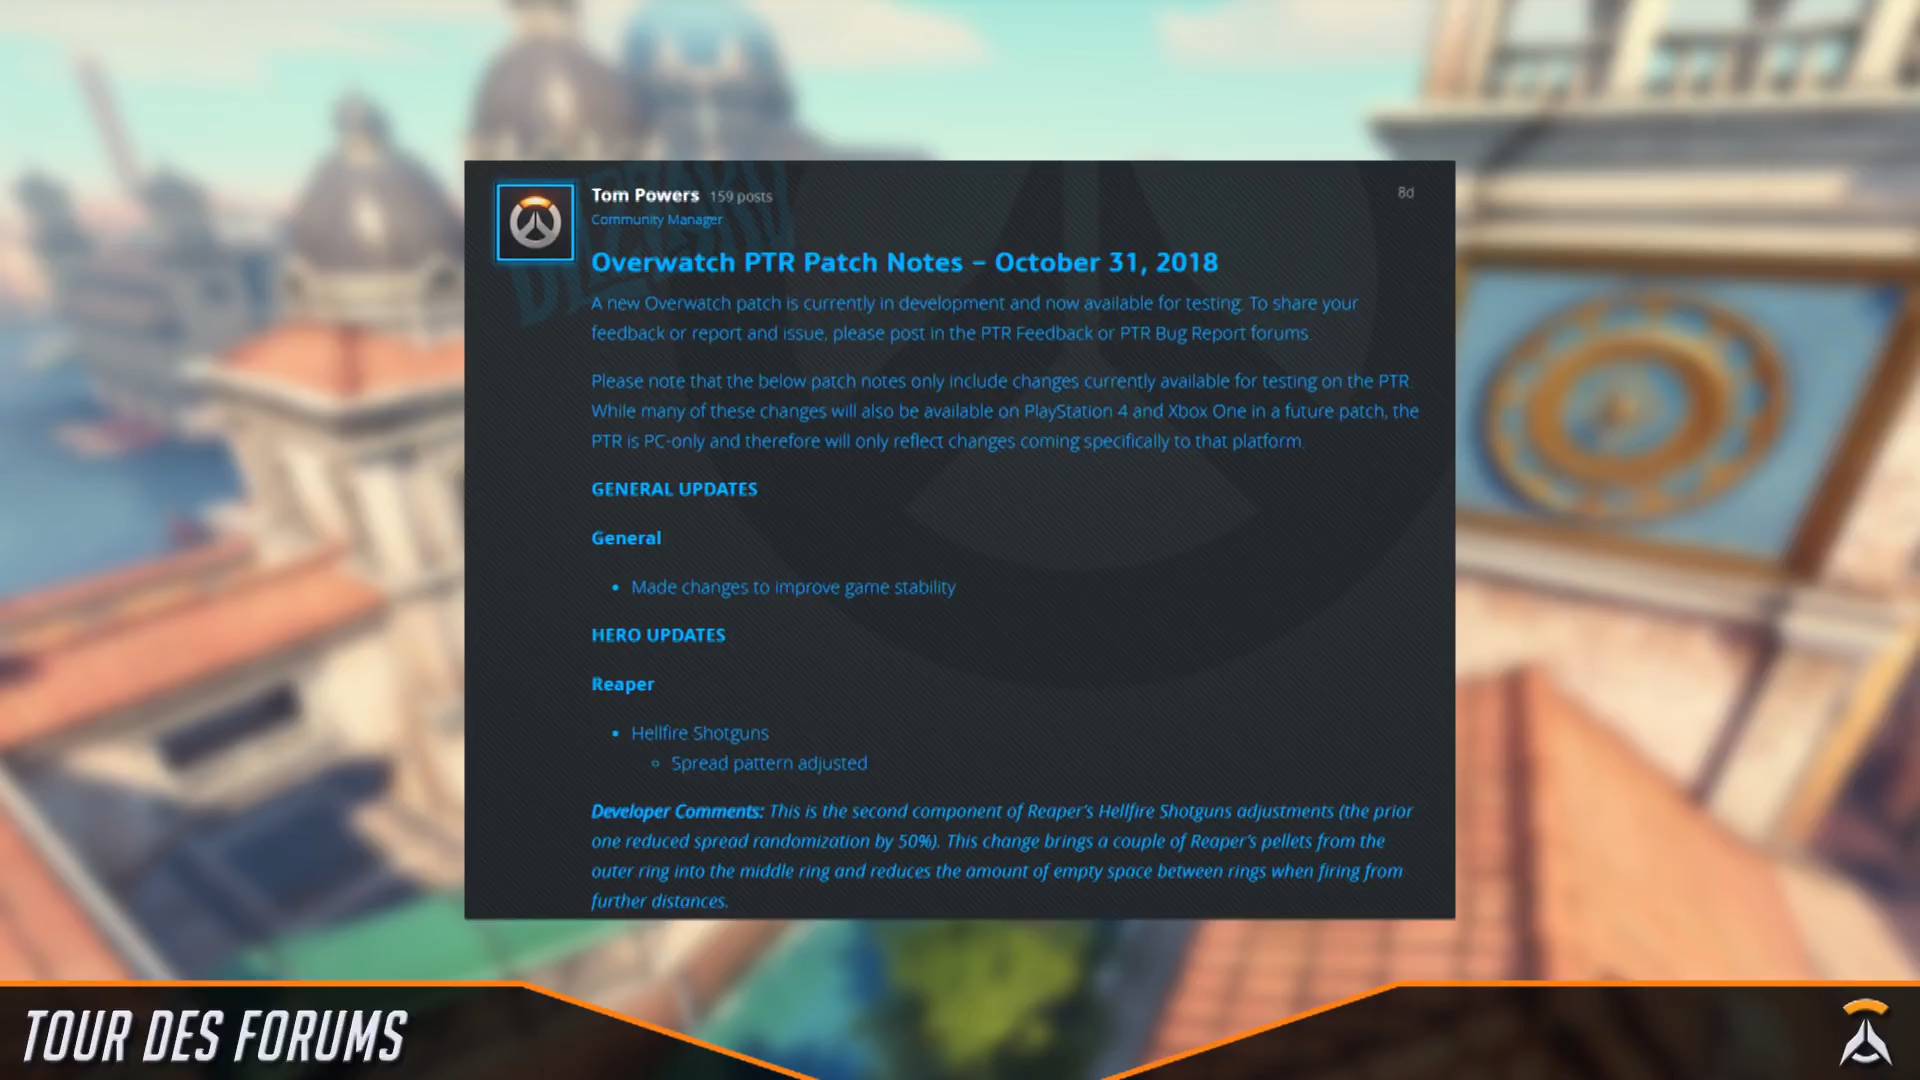 Tom Powers 159 posts
8d
Community Manager
Overwatch PTR Patch Notes – October 31, 2018
A new Overwatch patch is currently in development and now available for testing. To share your
feedback or report and issue, please post in the PTR Feedback or PTR Bug Report forums.
Please note that the below patch notes only include changes currently available for testing on the PTR.
While many of these changes will also be available on PlayStation 4 and Xbox One in a future patch, the
PTR is PC-only and therefore will only reflect changes coming specifically to that platform.
GENERAL UPDATES
General
• Made changes to improve game stability
HERO UPDATES
Reaper
• Hellfire Shotguns
◦ Spread pattern adjusted
Developer Comments: This is the second component of Reaper’s Hellfire Shotguns adjustments (the prior
one reduced spread randomization by 50%). This change brings a couple of Reaper’s pellets from the
outer ring into the middle ring and reduces the amount of empty space between rings when firing from
further distances.
TOUR DES FORUMS